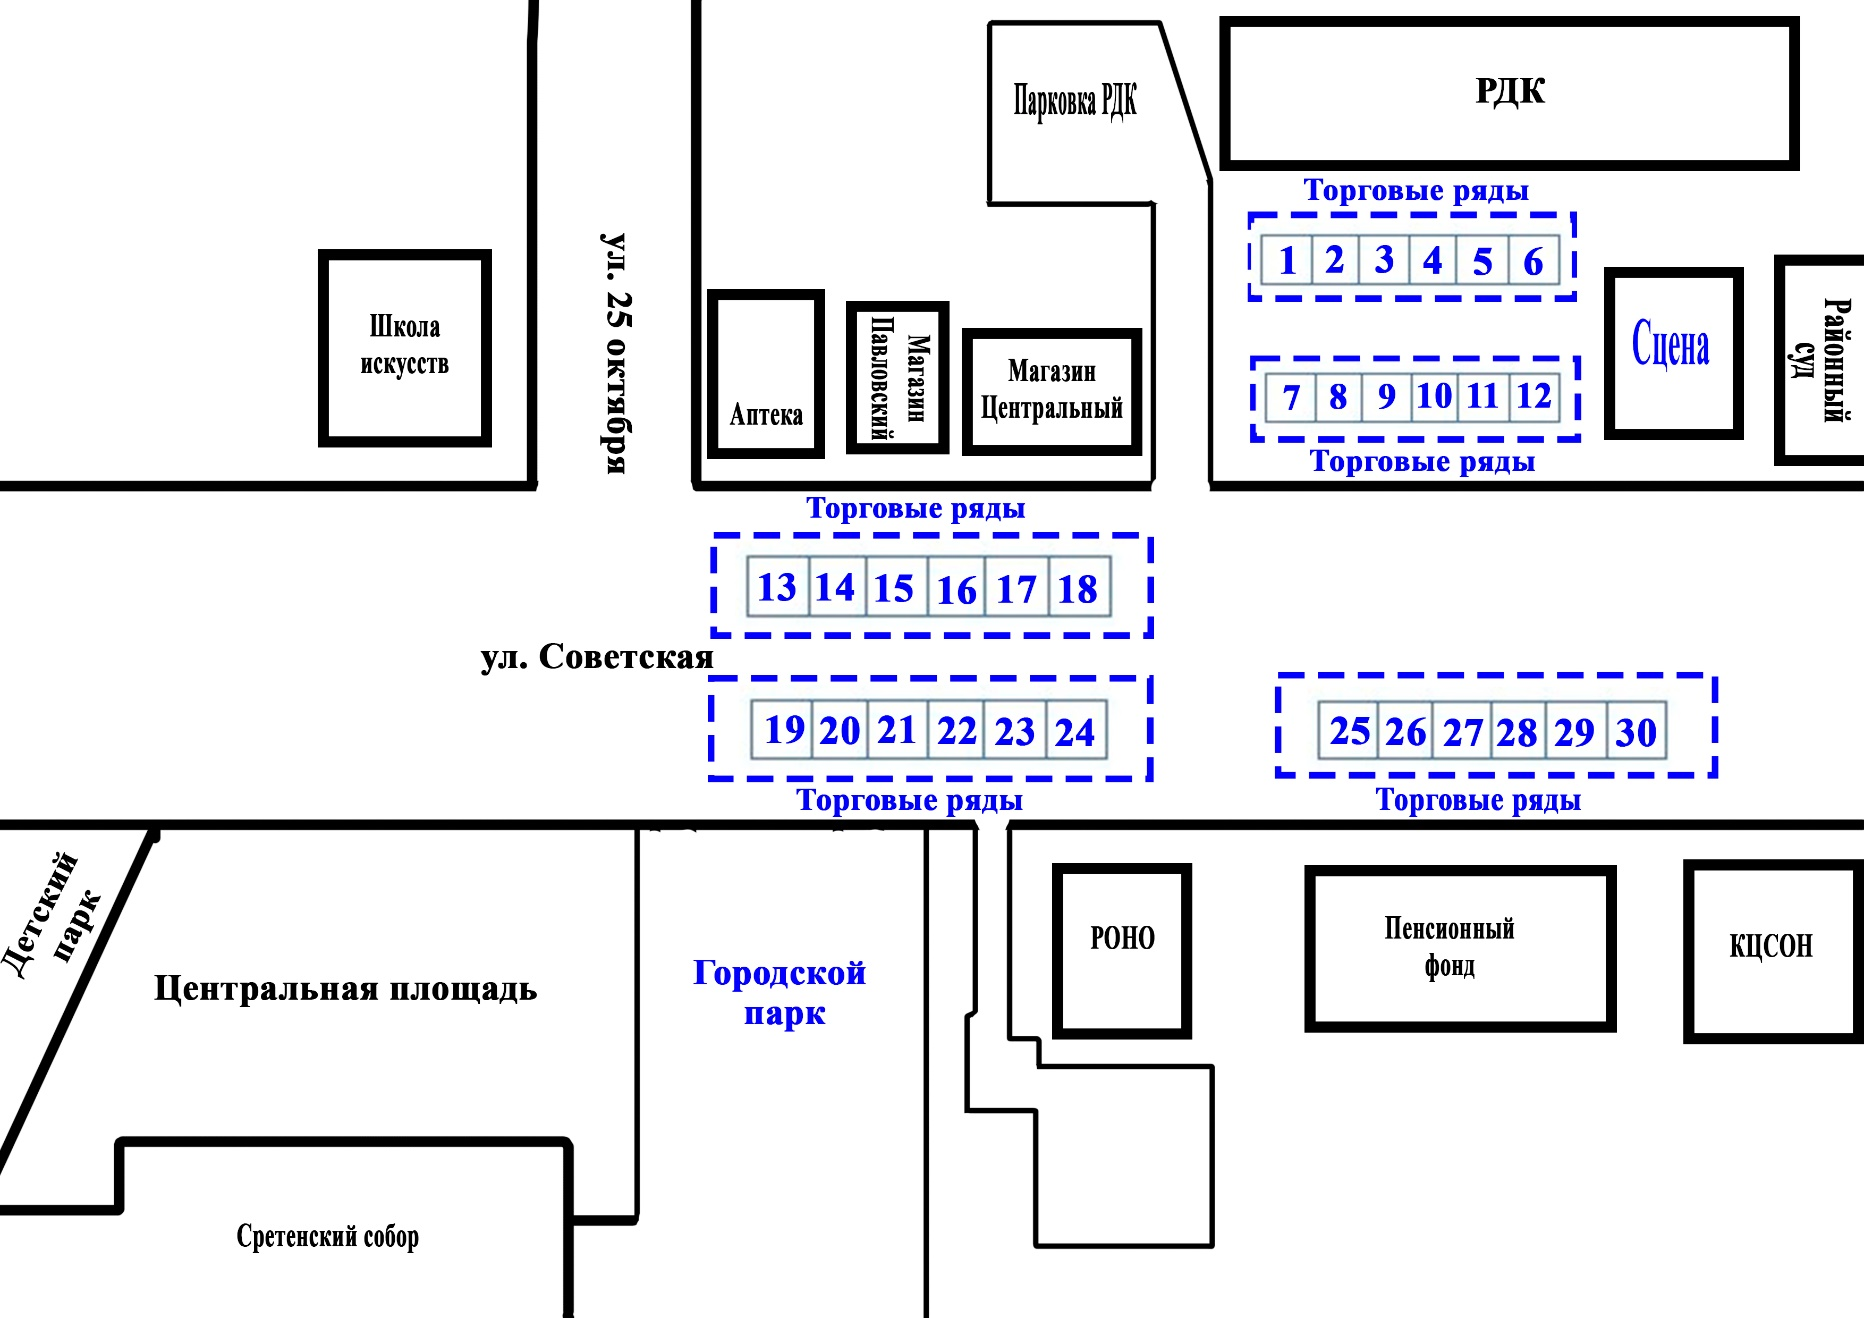 Парковка РДК
РДК
Торговые ряды
1 2 3 4 5 6
ул. 25 октября
Школа
искусств
Аптека
Магазин
Павловский
Магазин
Центральный
7 8 9 10 11 12
Торговые ряды
Сцена
Районный
суд
Торговые ряды
13 14 15 16 17 18
ул. Советская
19 20 21 22 23 24
Торговые ряды
25 26 27 28 29 30
Торговые ряды
Детский
парк
Центральная площадь
Городской
парк
РОНО
Пенсионный
фонд
КЦСОН
Сретенский собор